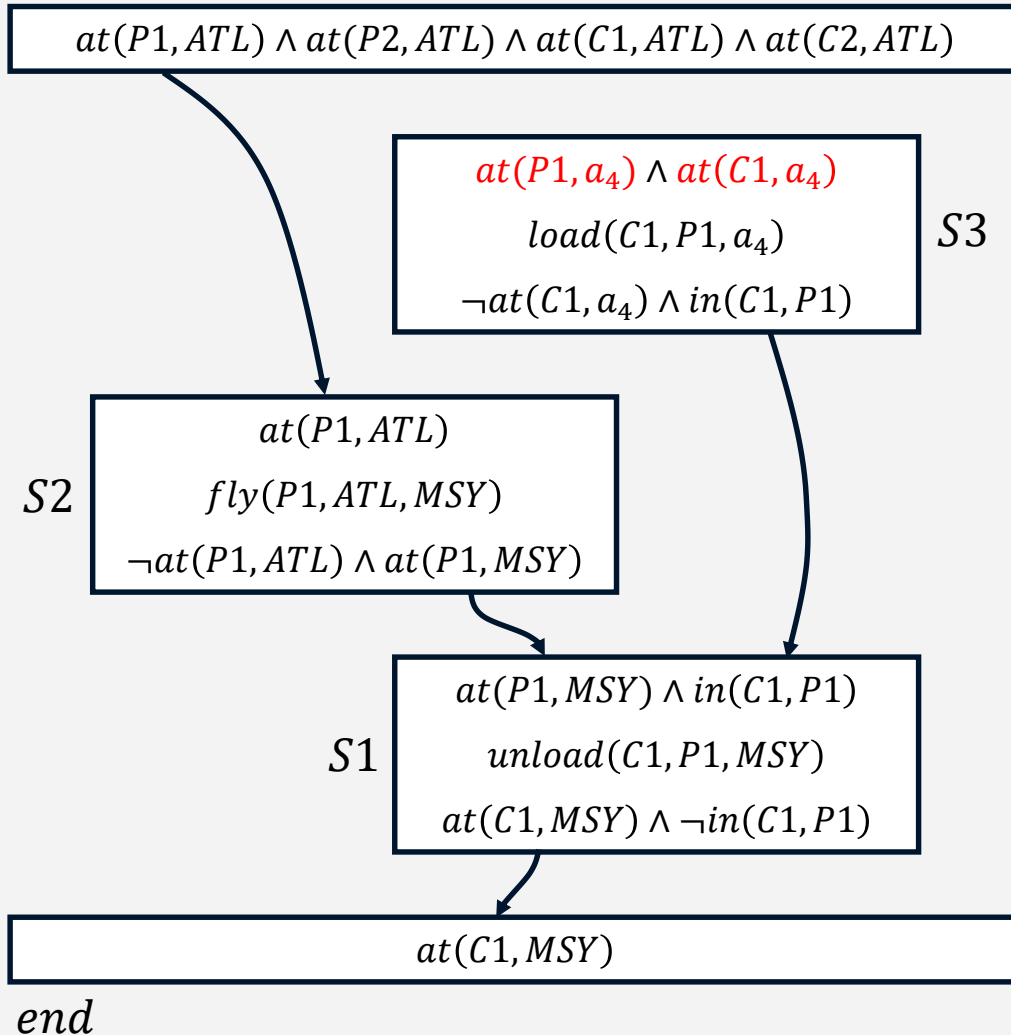 at(P1, ATL) ∧ at(P2, ATL) ∧ at(C1, ATL) ∧ at(C2, ATL)
at(P1, a₄) ∧ at(C1, a₄)
load(C1, P1, a₄)
S3
¬at(C1, a₄) ∧ in(C1, P1)
at(P1, ATL)
S2
fly(P1, ATL, MSY)
¬at(P1, ATL) ∧ at(P1, MSY)
at(P1, MSY) ∧ in(C1, P1)
S1
unload(C1, P1, MSY)
at(C1, MSY) ∧ ¬in(C1, P1)
at(C1, MSY)
end